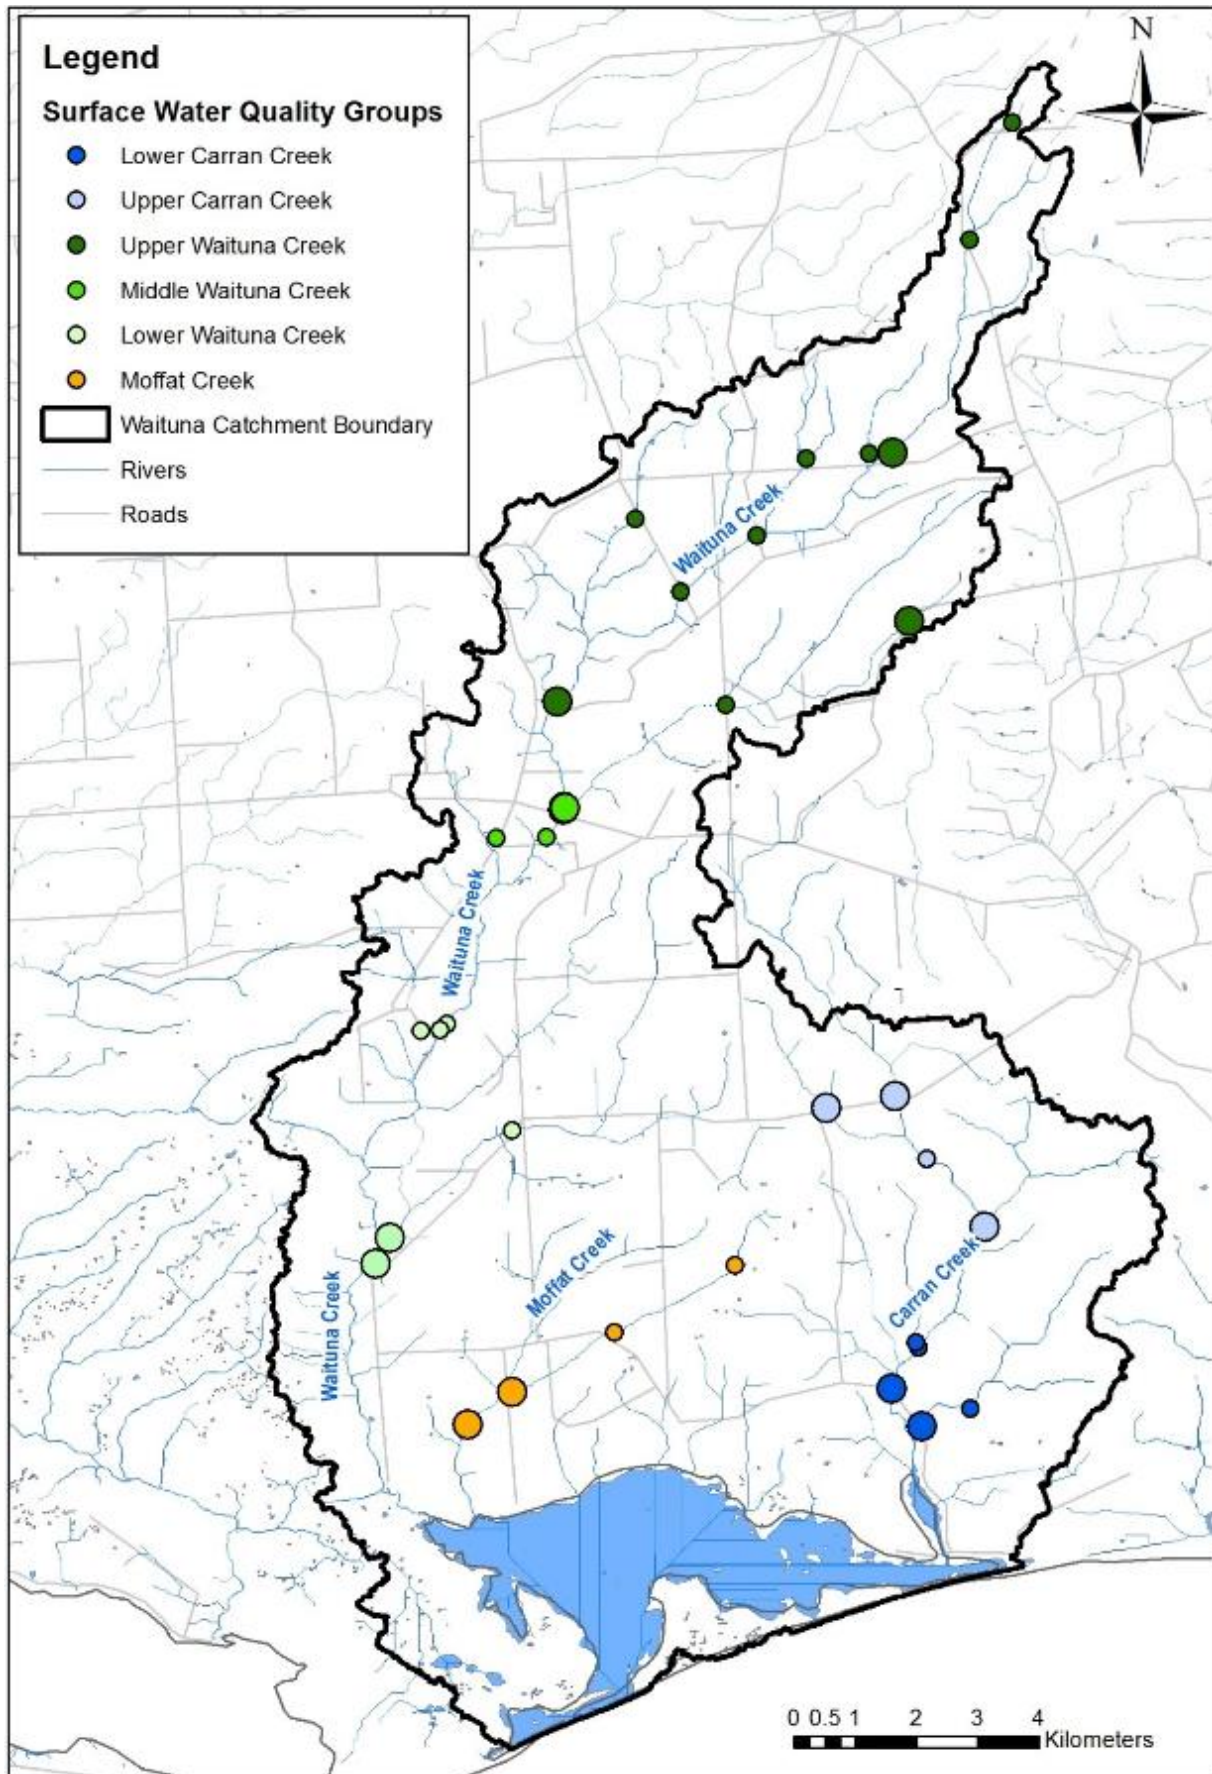 Legend
Surface Water Quality Groups
Lower Carran Creek
Upper Carran Creek
Upper Waituna Creek
Middle Waituna Creek
Lower Waituna Creek
Moffat Creek
Waituna Catchment Boundary
Rivers
Roads
N
Waituna Creek
Waituna Creek
Moffat Creek
Carran Creek
Waituna Creek
0 0.5 1 2 3 4
Kilometers